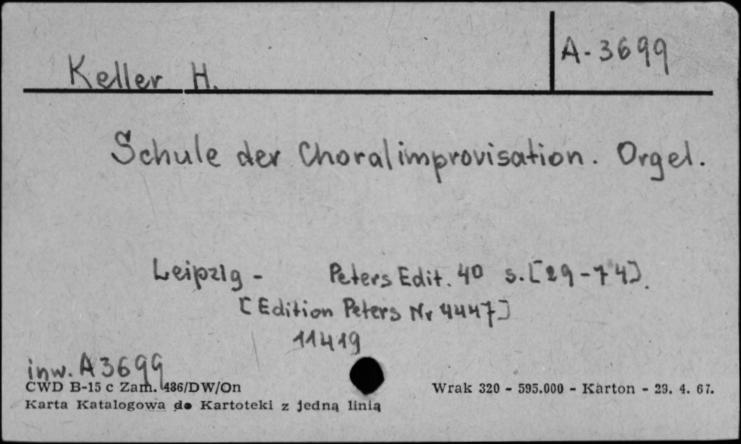 Keller H.
A-3699
Schule der Choralimprovisation. Orgel.
Leipzig - Peters Edit. 40 s. [29-74].
[Edition Peters Nr 4447]
11419
inw. A3699
CWD B-15 c Zam. 486/DW/On
Wrak 320 - 595.000 - Karton - 29. 4. 67.
Karta Katalogowa do Kartoteki z jedną linią